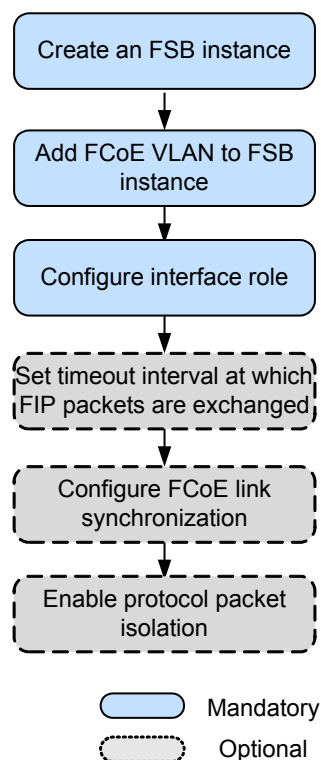 Create an FSB instance
Add FCoE VLAN to FSB
instance
Configure interface role
Set timeout interval at which
FIP packets are exchanged
Configure FCoE link
synchronization
Enable protocol packet
isolation
Mandatory
Optional